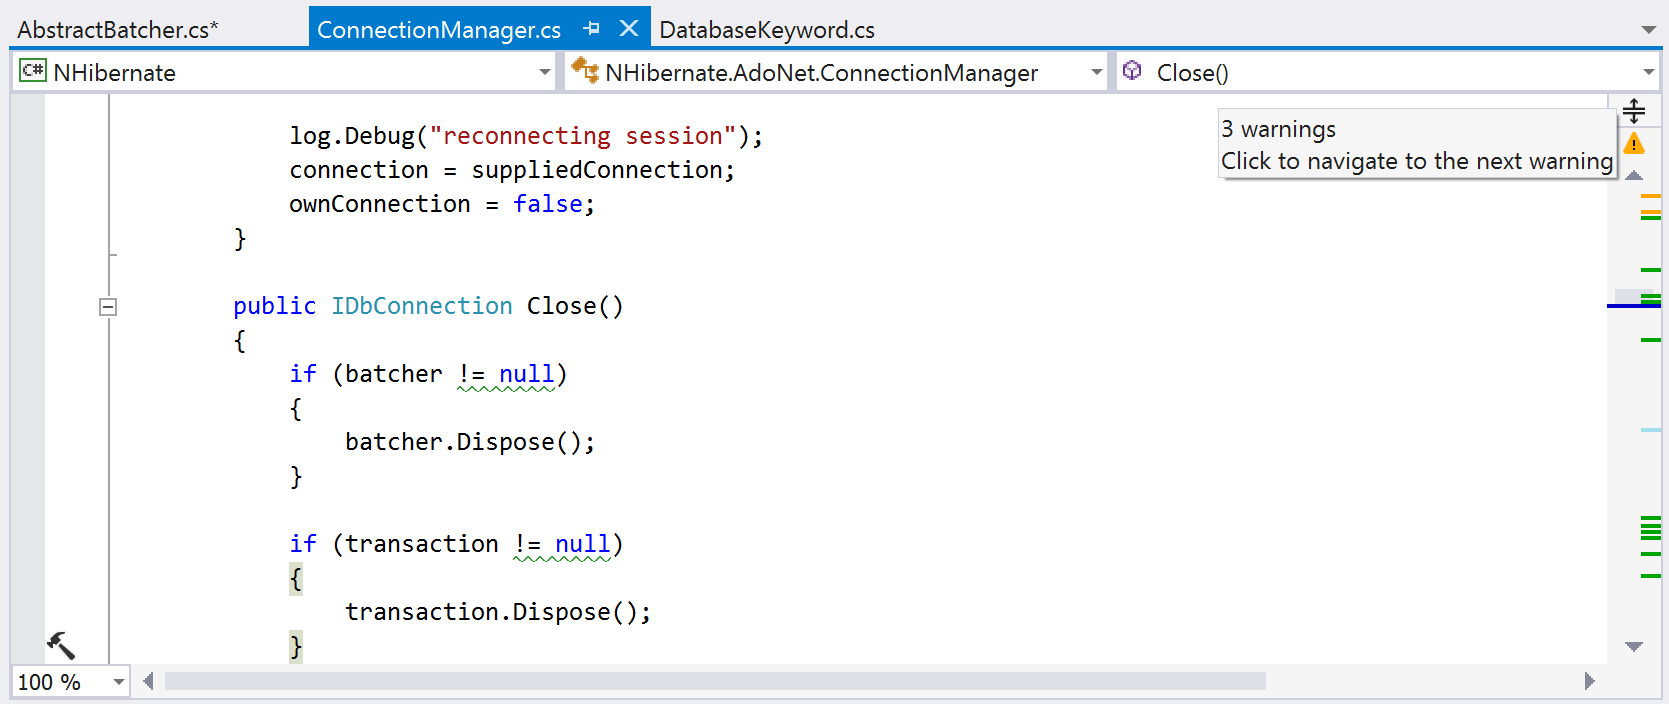 AbstractBatcher.cs* ConnectionManager.cs DatabaseKeyword.cs
C# NHibernate NHibernate.AdoNet.ConnectionManager Close()
3 warnings
Click to navigate to the next warning
log.Debug("reconnecting session");
connection = suppliedConnection;
ownConnection = false;
}
public IDbConnection Close()
{
if (batcher != null)
{
batcher.Dispose();
}
if (transaction != null)
{
transaction.Dispose();
}
100 %